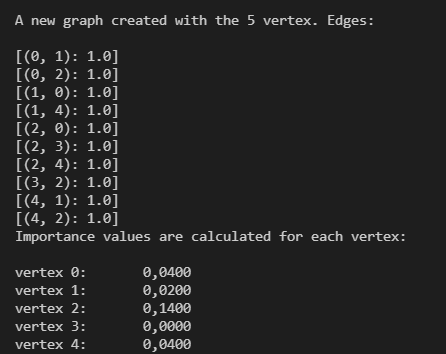 A new graph created with the 5 vertex. Edges:
[(0, 1): 1.0]
[(0, 2): 1.0]
[(1, 0): 1.0]
[(1, 4): 1.0]
[(2, 0): 1.0]
[(2, 3): 1.0]
[(2, 4): 1.0]
[(3, 2): 1.0]
[(4, 1): 1.0]
[(4, 2): 1.0]
Importance values are calculated for each vertex:
vertex 0: 0,0400
vertex 1: 0,0200
vertex 2: 0,1400
vertex 3: 0,0000
vertex 4: 0,0400